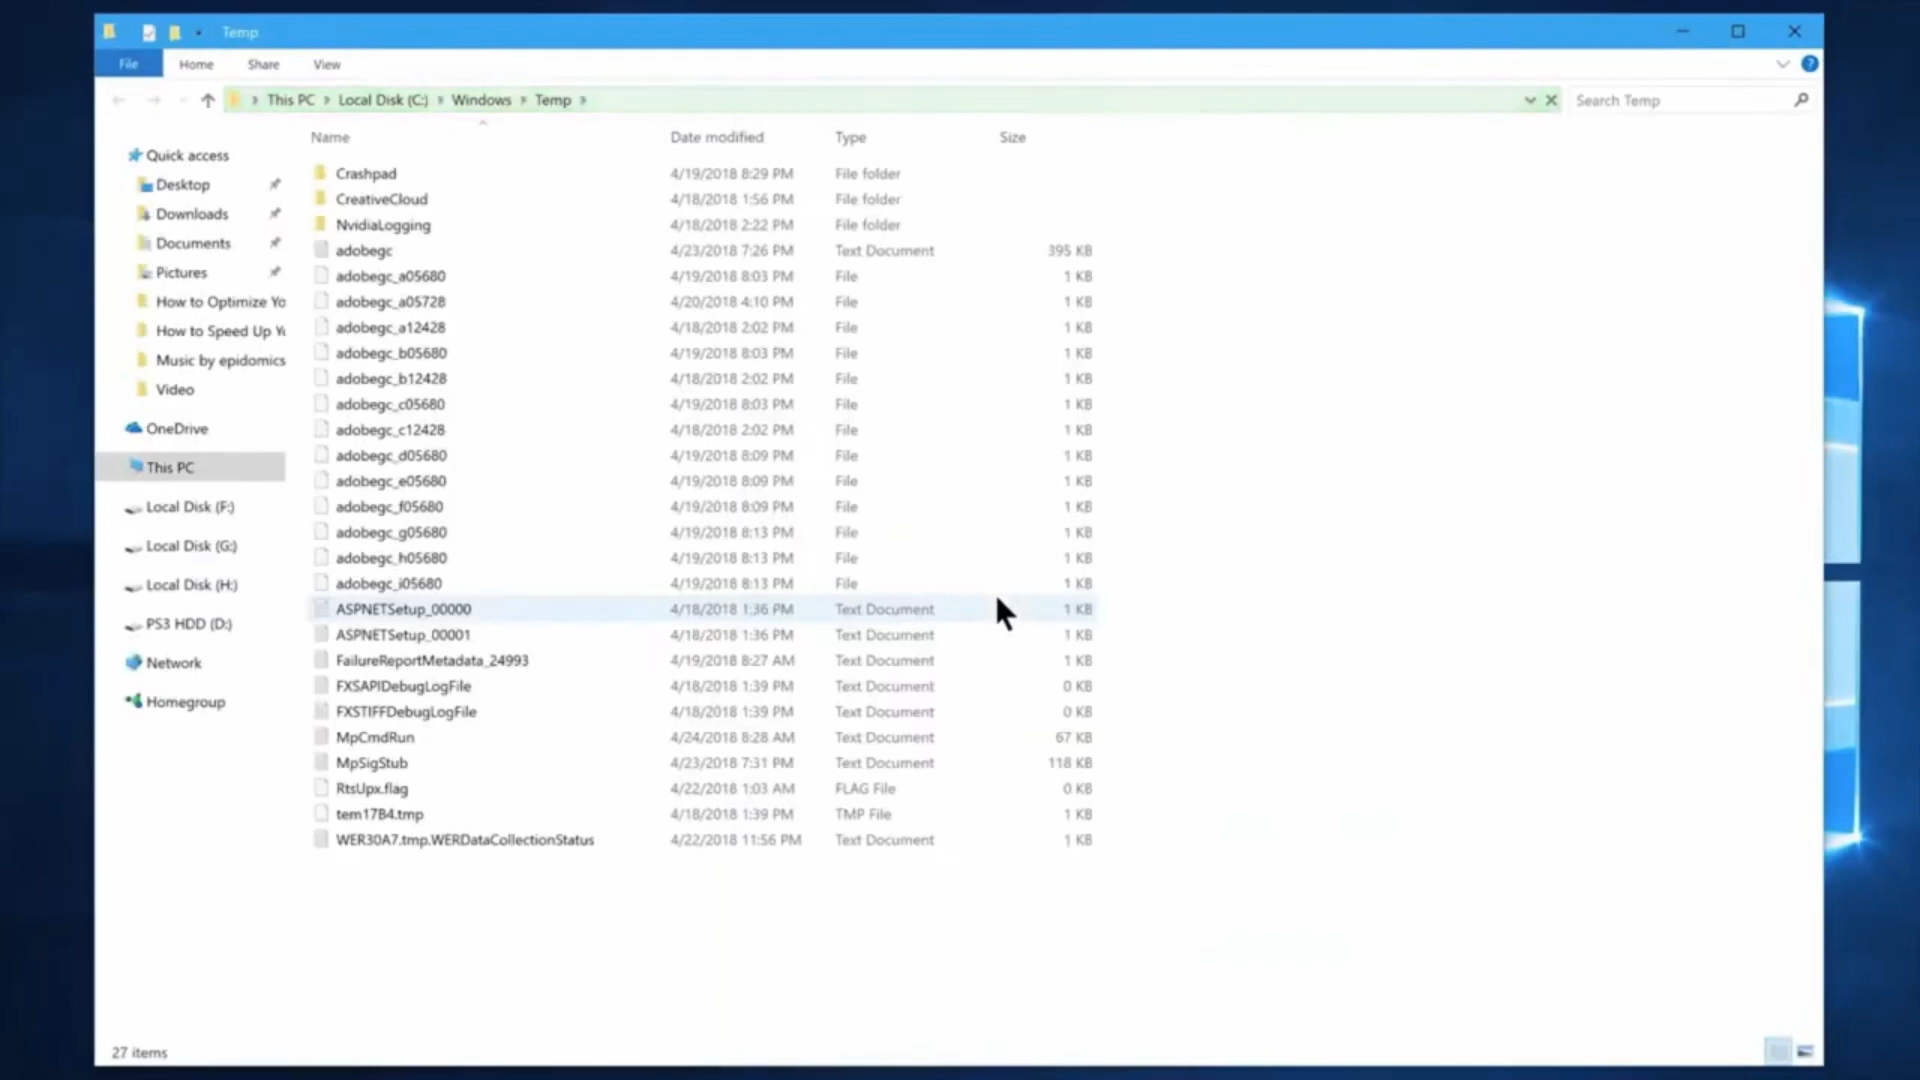 Temp
File Home Share View
This PC Local Disk (C:) Windows Temp
Search Temp
Name Date modified Type Size
Quick access
Desktop
Downloads
Documents
Pictures
How to Optimize Yo
How to Speed Up Yo
Music by epidomics
Video
OneDrive
This PC
Local Disk (F:)
Local Disk (G:)
Local Disk (H:)
PS3 HDD (D:)
Network
Homegroup
Crashpad 4/19/2018 8:29 PM File folder
CreativeCloud 4/18/2018 1:56 PM File folder
NvidiaLogging 4/18/2018 2:22 PM File folder
adobegc 4/23/2018 7:26 PM Text Document 395 KB
adobegc_a05680 4/19/2018 8:03 PM File 1 KB
adobegc_a05728 4/20/2018 4:10 PM File 1 KB
adobegc_a12428 4/18/2018 2:02 PM File 1 KB
adobegc_b05680 4/19/2018 8:03 PM File 1 KB
adobegc_b12428 4/18/2018 2:02 PM File 1 KB
adobegc_c05680 4/19/2018 8:03 PM File 1 KB
adobegc_c12428 4/18/2018 2:02 PM File 1 KB
adobegc_d05680 4/19/2018 8:09 PM File 1 KB
adobegc_e05680 4/19/2018 8:09 PM File 1 KB
adobegc_f05680 4/19/2018 8:09 PM File 1 KB
adobegc_g05680 4/19/2018 8:13 PM File 1 KB
adobegc_h05680 4/19/2018 8:13 PM File 1 KB
adobegc_i05680 4/19/2018 8:13 PM File 1 KB
ASPNETSetup_00000 4/18/2018 1:36 PM Text Document 1 KB
ASPNETSetup_00001 4/18/2018 1:36 PM Text Document 1 KB
FailureReportMetadata_24993 4/19/2018 8:27 AM Text Document 1 KB
FXSAPIDebugLogFile 4/18/2018 1:39 PM Text Document 0 KB
FXSTIFFDebugLogFile 4/18/2018 1:39 PM Text Document 0 KB
MpCmdRun 4/24/2018 8:28 AM Text Document 67 KB
MpSigStub 4/23/2018 7:31 PM Text Document 118 KB
RtsUpx.flag 4/22/2018 1:03 AM FLAG File 0 KB
tem17B4.tmp 4/18/2018 1:39 PM TMP File 1 KB
WER30A7.tmp.WERDataCollectionStatus 4/22/2018 11:56 PM Text Document 1 KB
27 items